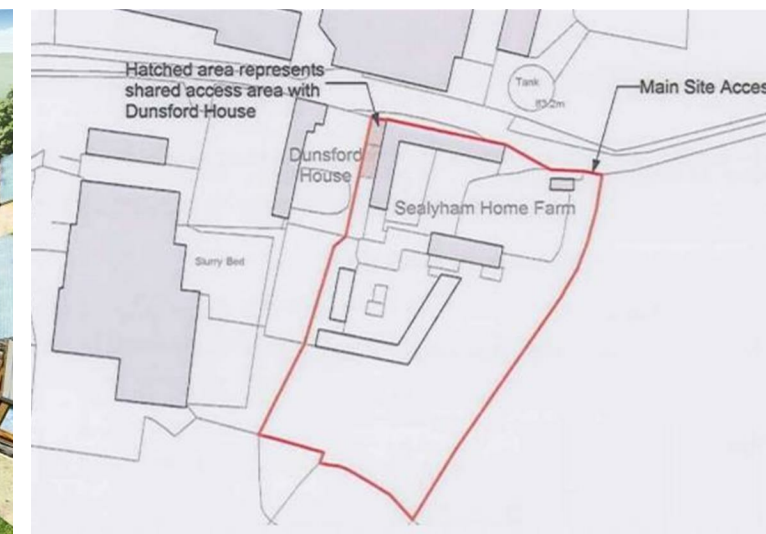 Hatched area represents
shared access area with
Dunsford House
Tank
83.2m
Main Site Acces
Dunsford
House
Sealyham Home Farm
Slurry Bed